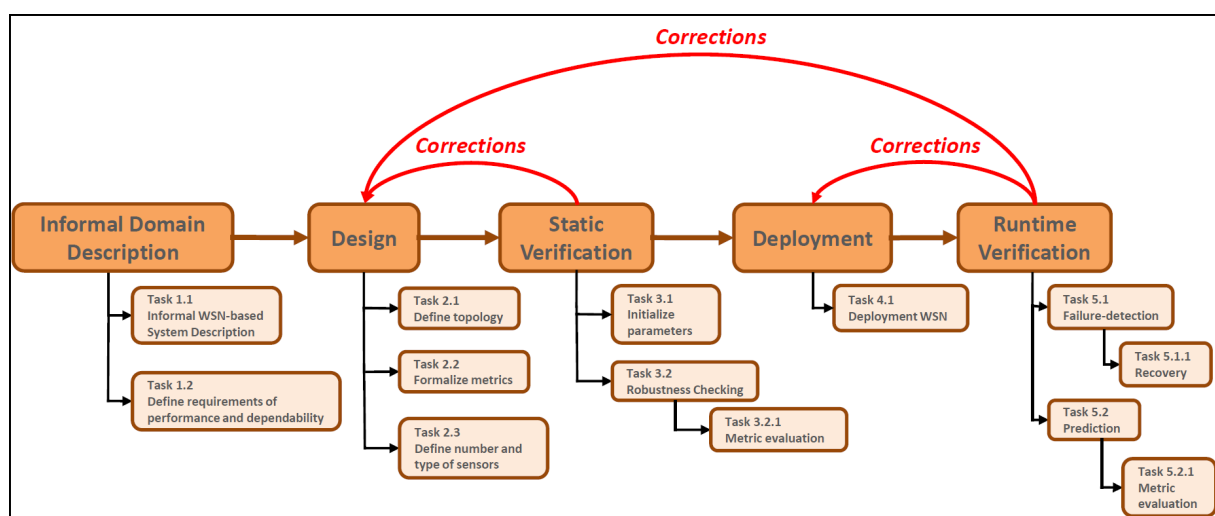 Corrections
Corrections
Corrections
Informal Domain
Description
Design
Static
Verification
Deployment
Runtime
Verification
Task 1.1
Informal WSN-based
System Description
Task 1.2
Define requirements of
performance and dependability
Task 2.1
Define topology
Task 2.2
Formalize metrics
Task 2.3
Define number and
type of sensors
Task 3.1
Initialize
parameters
Task 3.2
Robustness Checking
Task 3.2.1
Metric evaluation
Task 4.1
Deployment WSN
Task 5.1
Failure-detection
Task 5.1.1
Recovery
Task 5.2
Prediction
Task 5.2.1
Metric
evaluation